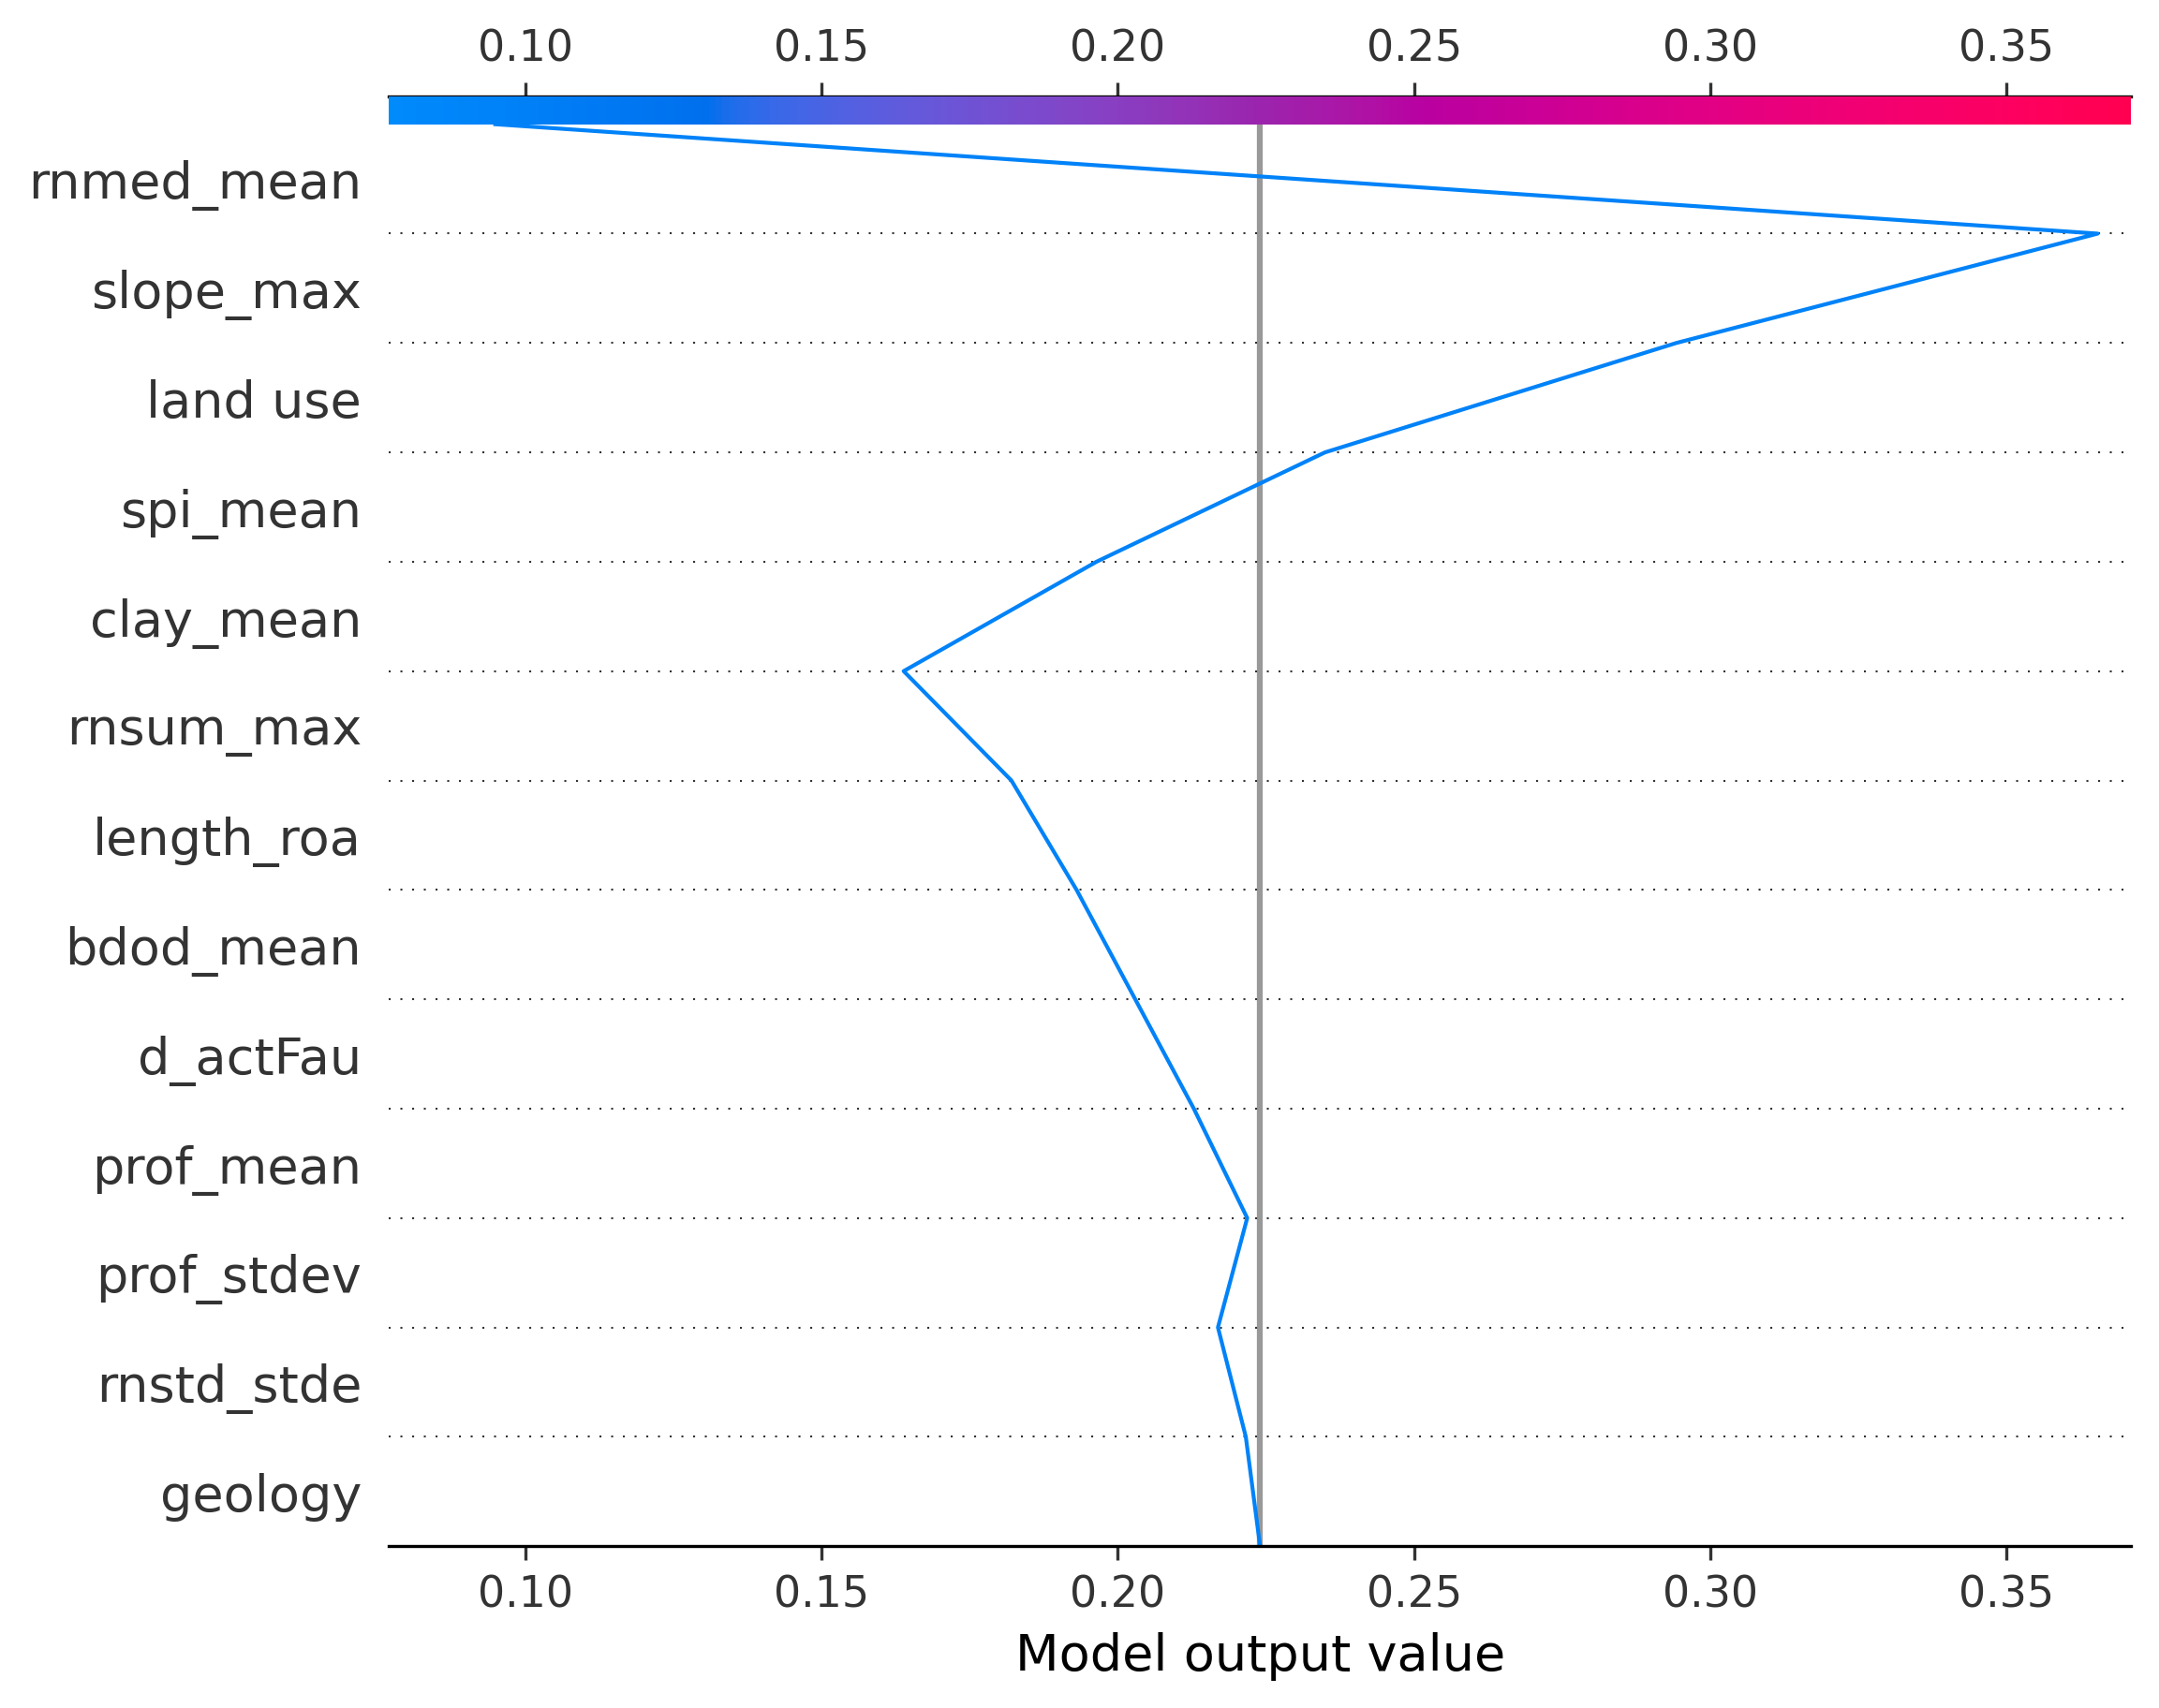 0.10 0.15 0.20 0.25 0.30 0.35
rnmed_mean
slope_max
land use
spi_mean
clay_mean
rnsum_max
length_roa
bdod_mean
d_actFau
prof_mean
prof_stdev
rnstd_stde
geology
0.10 0.15 0.20 0.25 0.30 0.35
Model output value